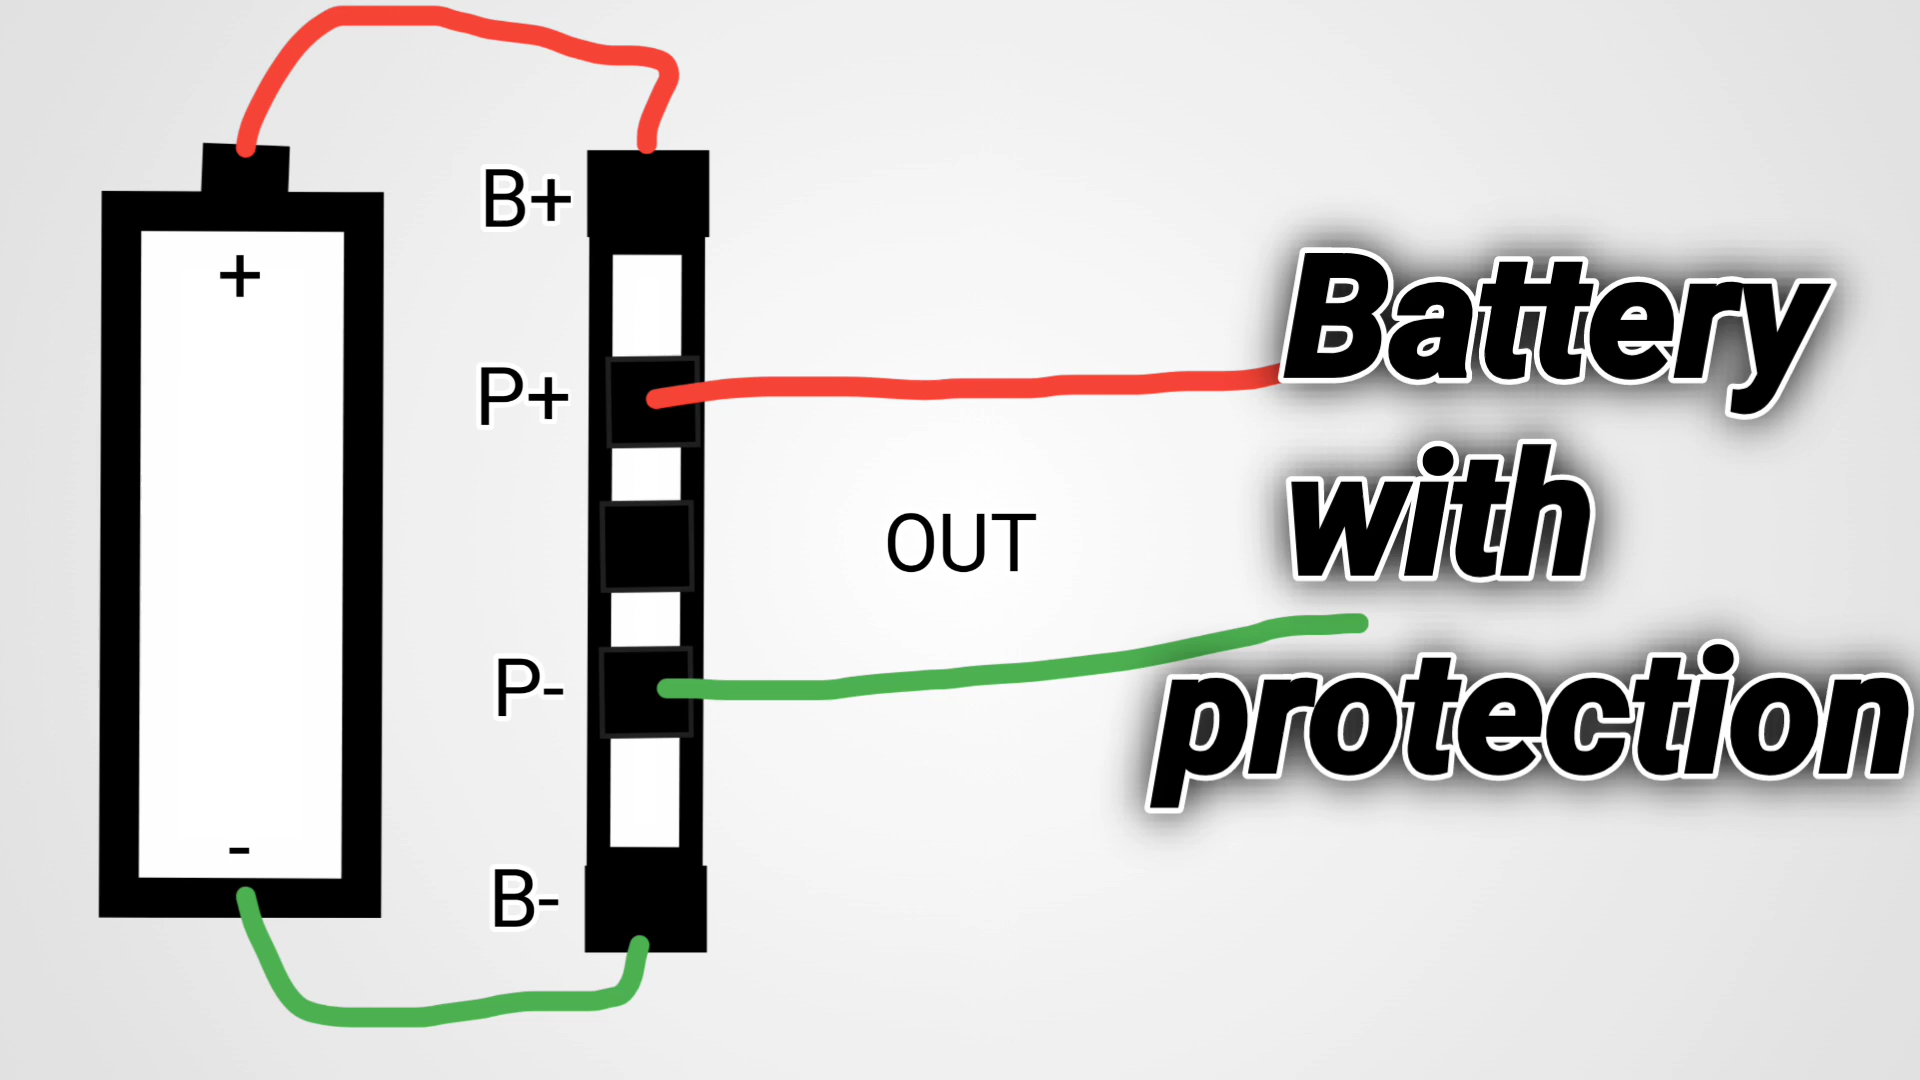 B+
+
P+
Battery
with
OUT
P-
protection
-
B-